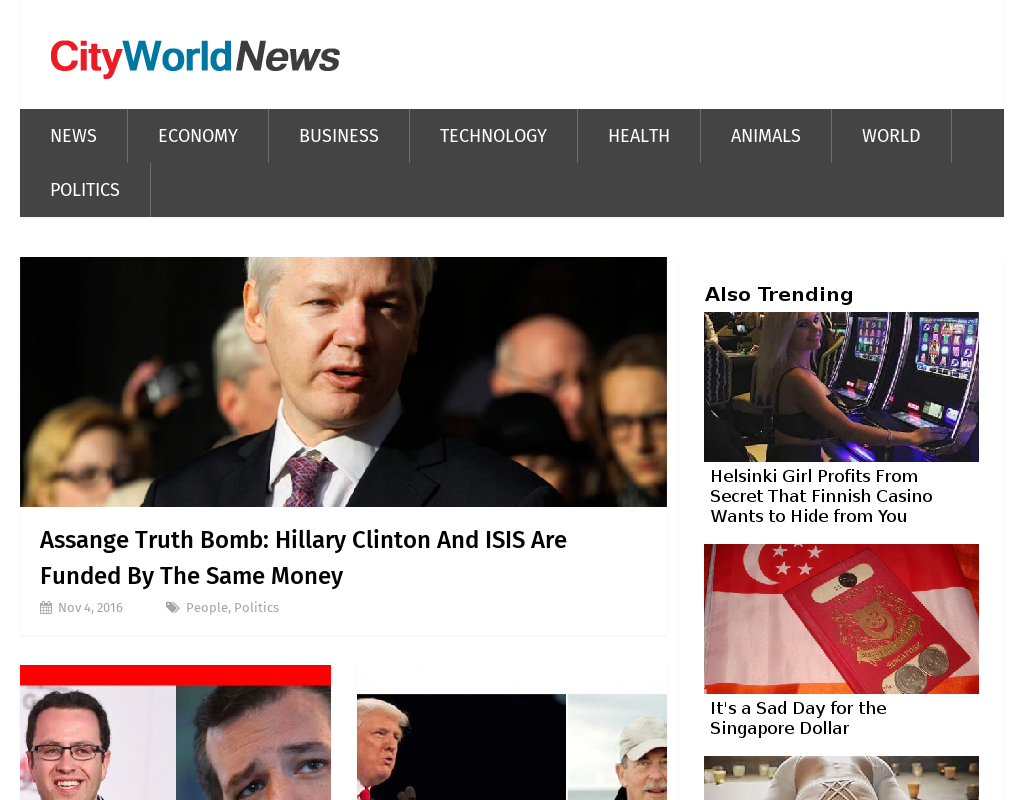 CityWorldNews
NEWS
ECONOMY
BUSINESS
TECHNOLOGY
HEALTH
ANIMALS
WORLD
POLITICS
Assange Truth Bomb: Hillary Clinton And ISIS Are
Funded By The Same Money
Nov 4, 2016
People, Politics
Also Trending
Helsinki Girl Profits From
Secret That Finnish Casino
Wants to Hide from You
SINGAPORE
It's a Sad Day for the
Singapore Dollar